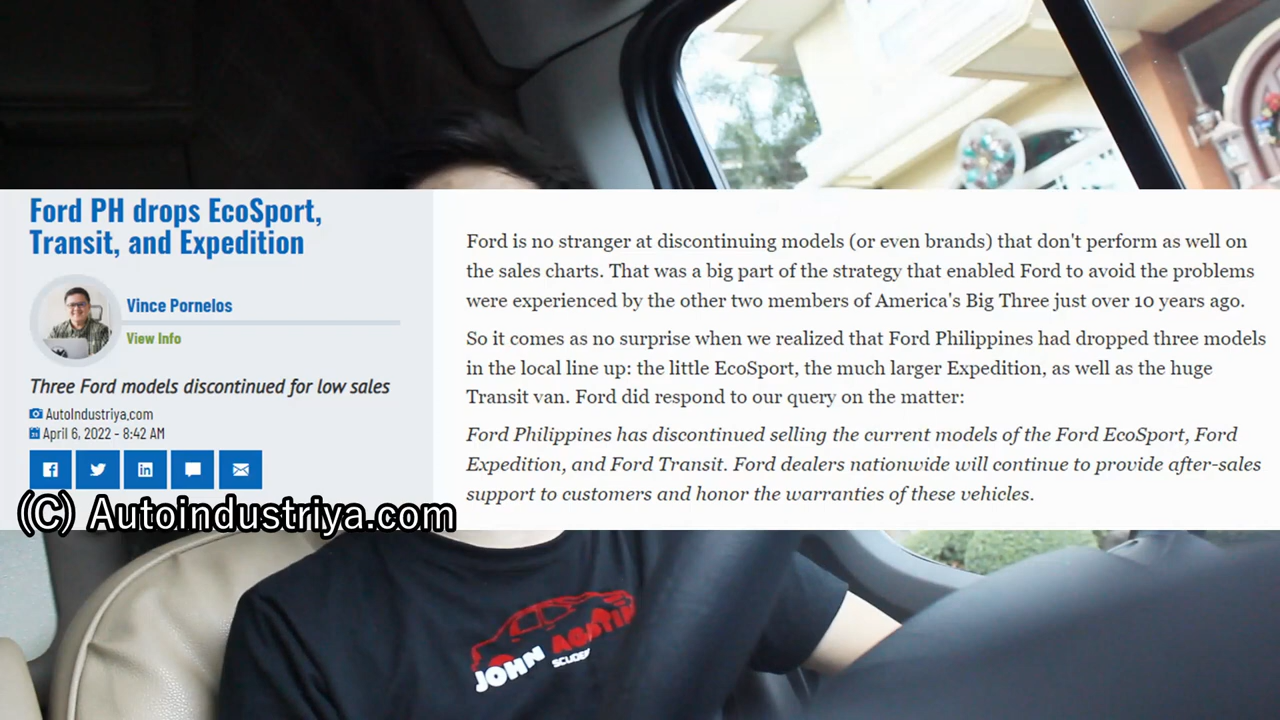 Ford PH drops EcoSport,
Transit, and Expedition
Vince Pornelos
View Info
Three Ford models discontinued for low sales
AutoIndustriya.com
April 6, 2022 - 8:42 AM
(C) Autoindustriya.com
Ford is no stranger at discontinuing models (or even brands) that don't perform as well on
the sales charts. That was a big part of the strategy that enabled Ford to avoid the problems
were experienced by the other two members of America's Big Three just over 10 years ago.
So it comes as no surprise when we realized that Ford Philippines had dropped three models
in the local line up: the little EcoSport, the much larger Expedition, as well as the huge
Transit van. Ford did respond to our query on the matter:
Ford Philippines has discontinued selling the current models of the Ford EcoSport, Ford
Expedition, and Ford Transit. Ford dealers nationwide will continue to provide after-sales
support to customers and honor the warranties of these vehicles.
JOHN AGSTIN